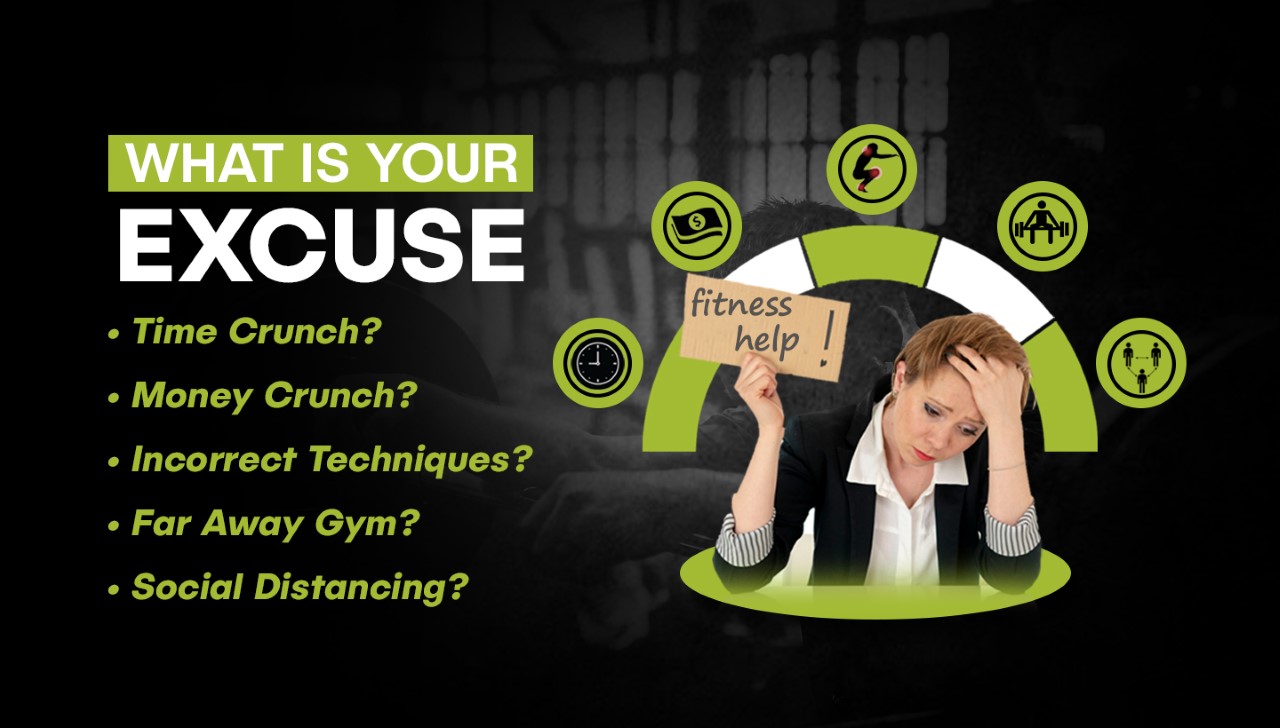 WHAT IS YOUR
EXCUSE
• Time Crunch?
• Money Crunch?
• Incorrect Techniques?
• Far Away Gym?
• Social Distancing?
$
fitness
help !